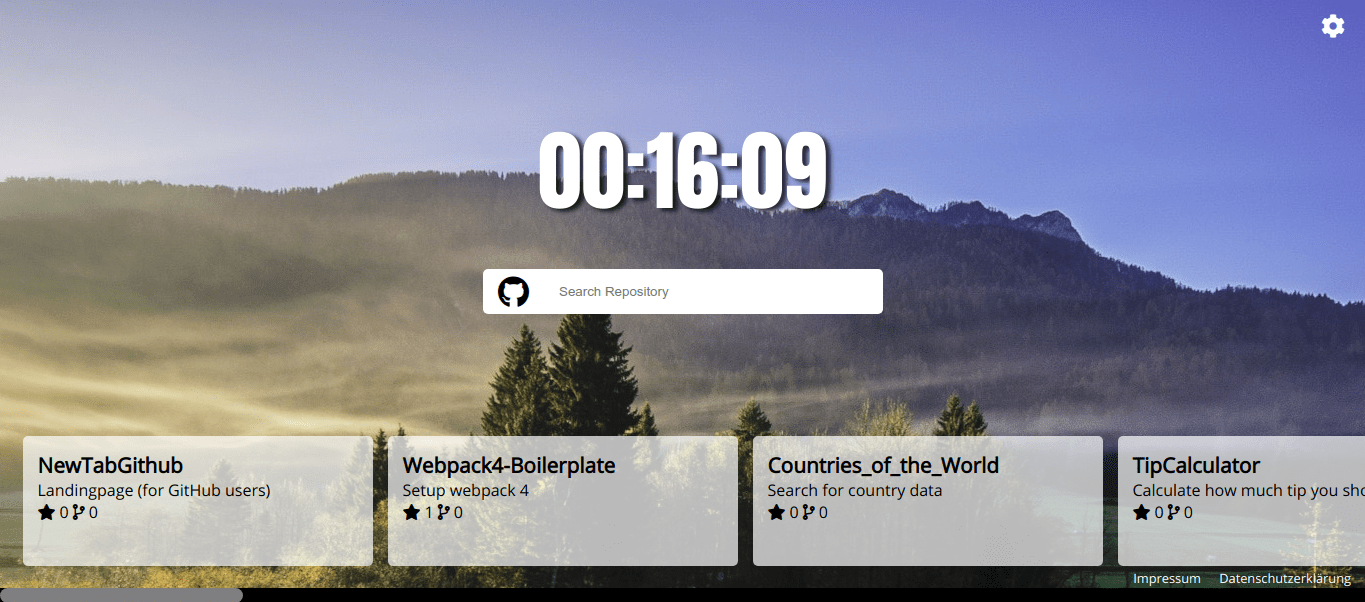 00:16:09
Search Repository
NewTabGithub
Landingpage (for GitHub users)
0 0
Webpack4-Boilerplate
Setup webpack 4
1 0
Countries_of_the_World
Search for country data
0 0
TipCalculator
Calculate how much tip you sho
0 0
Impressum Datenschutzerklärung